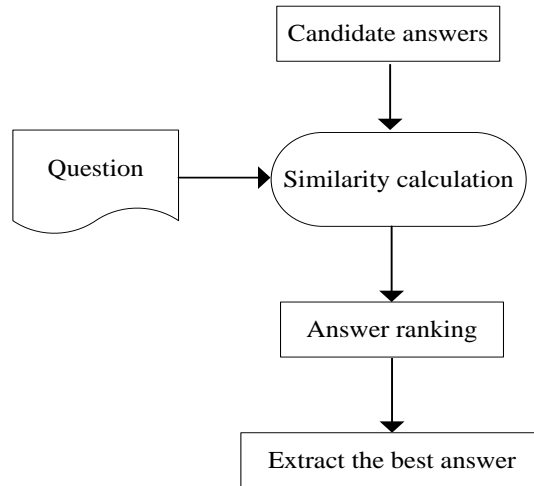 Candidate answers
Question
Similarity calculation
Answer ranking
Extract the best answer